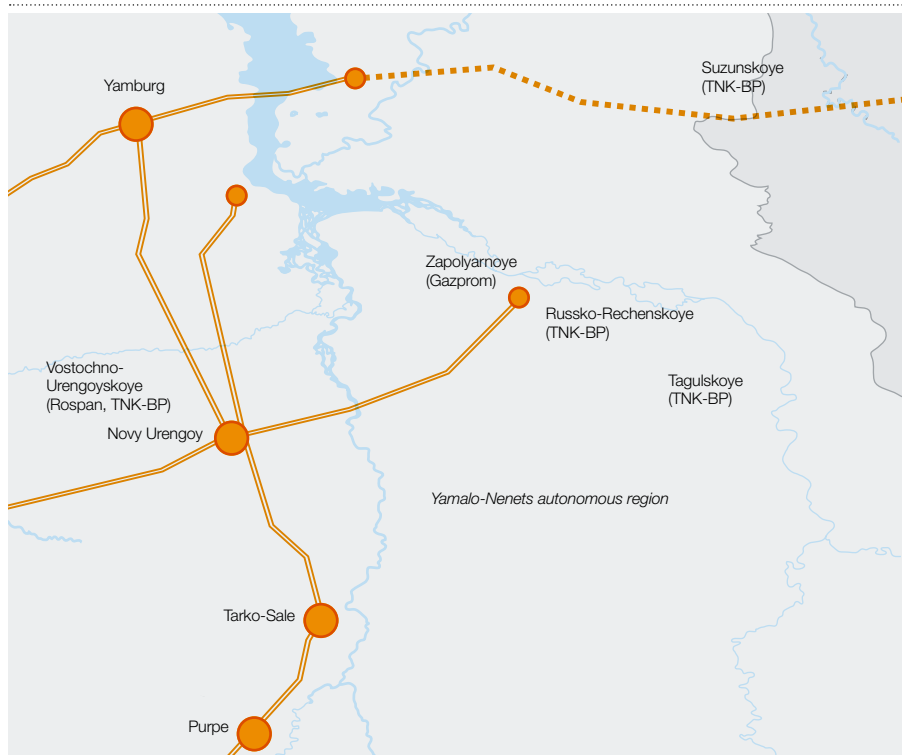 Suzunskoye
(TNK-BP)
Yamburg
Zapolyarnoye
(Gazprom)
Russko-Rechenskoye
(TNK-BP)
Vostochno-
Urengoyskoye
(Rospan, TNK-BP)
Tagulskoye
(TNK-BP)
Novy Urengoy
Yamalo-Nenets autonomous region
Tarko-Sale
Purpe